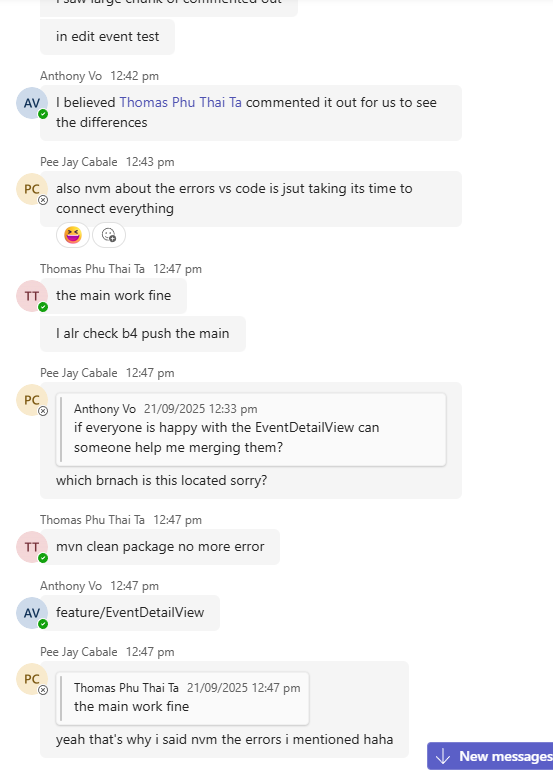 in edit event test
Anthony Vo 12:42 pm
AV
I believed Thomas Phu Thai Ta commented it out for us to see
the differences
Pee Jay Cabale 12:43 pm
PC
also nvm about the errors vs code is jsut taking its time to
connect everything
Thomas Phu Thai Ta 12:47 pm
TT
the main work fine
I alr check b4 push the main
Pee Jay Cabale 12:47 pm
PC
Anthony Vo 21/09/2025 12:33 pm
if everyone is happy with the EventDetailView can
someone help me merging them?
which brnach is this located sorry?
Thomas Phu Thai Ta 12:47 pm
TT
mvn clean package no more error
Anthony Vo 12:47 pm
AV
feature/EventDetailView
Pee Jay Cabale 12:47 pm
PC
Thomas Phu Thai Ta 21/09/2025 12:47 pm
the main work fine
yeah that's why i said nvm the errors i mentioned haha
New messages